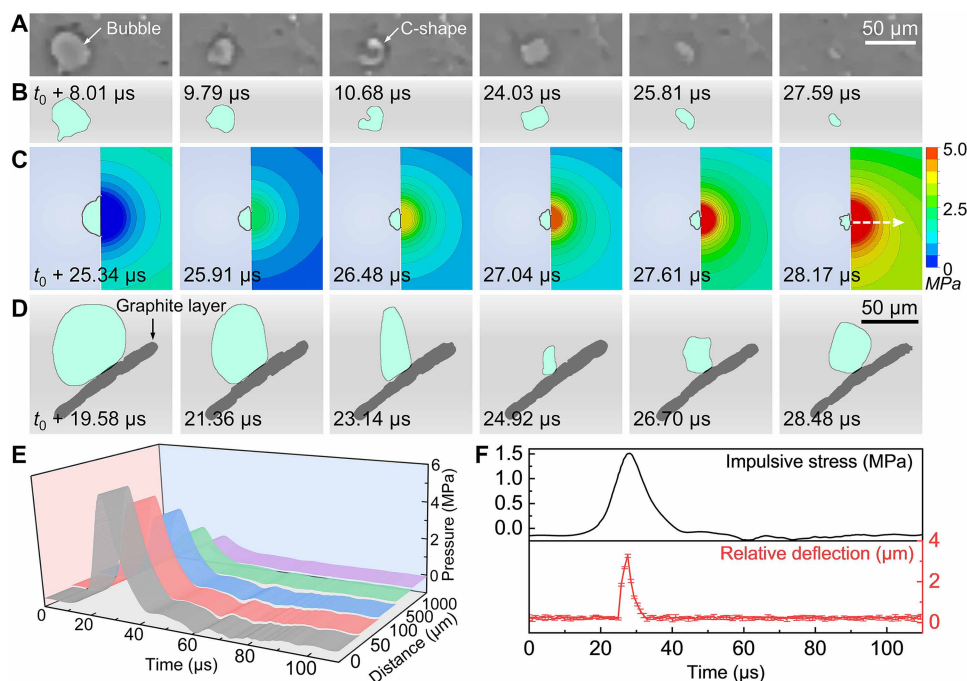 A
Bubble
C-shape
50 µm
B
t0 + 8.01 µs
9.79 µs
10.68 µs
24.03 µs
25.81 µs
27.59 µs
C
t0 + 25.34 µs
25.91 µs
26.48 µs
27.04 µs
27.61 µs
28.17 µs
5.0
2.5
0
MPa
D
Graphite layer
50 µm
t0 + 19.58 µs
21.36 µs
23.14 µs
24.92 µs
26.70 µs
28.48 µs
E
6
4
2
0
Pressure (MPa)
0
20
40
60
80
100
Time (µs)
0
50
100
500
1000
Distance (µm)
F
1.5
1.0
0.5
0.0
Impulsive stress (MPa)
Relative deflection (µm)
4
2
0
0 20 40 60 80 100
Time (µs)